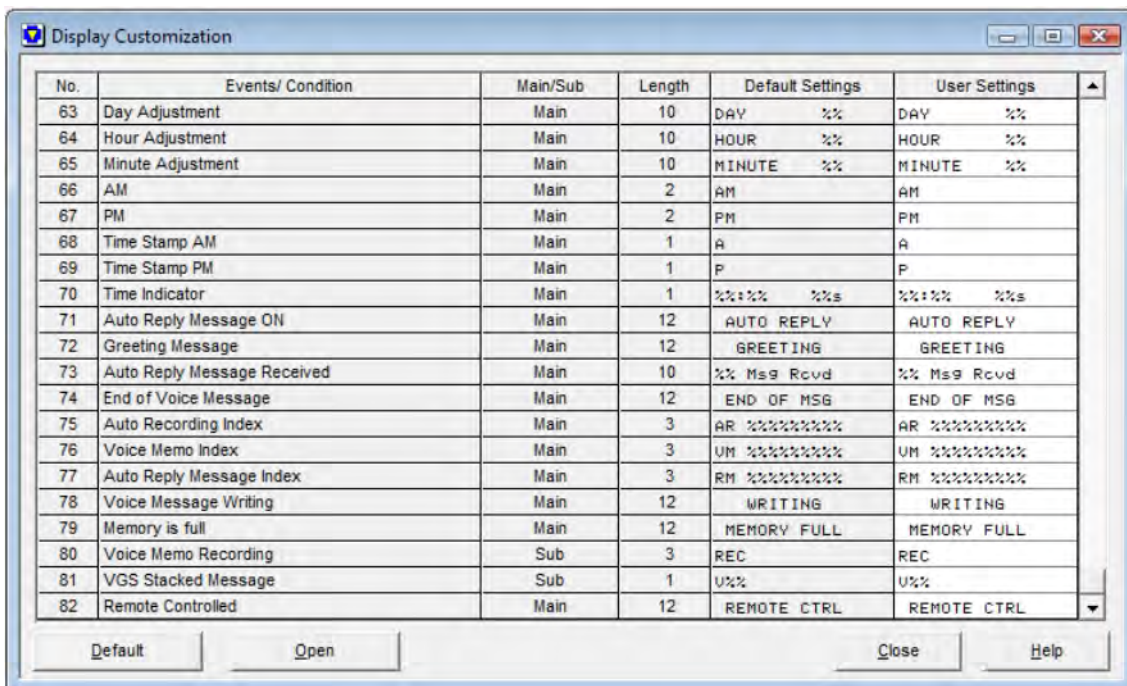 Display Customization
No. Events/ Condition Main/Sub Length Default Settings User Settings
63 Day Adjustment Main 10 DAY %% DAY %%
64 Hour Adjustment Main 10 HOUR %% HOUR %%
65 Minute Adjustment Main 10 MINUTE %% MINUTE %%
66 AM Main 2 AM AM
67 PM Main 2 PM PM
68 Time Stamp AM Main 1 A A
69 Time Stamp PM Main 1 P P
70 Time Indicator Main 1 %%:%% %%s %%:%% %%s
71 Auto Reply Message ON Main 12 AUTO REPLY AUTO REPLY
72 Greeting Message Main 12 GREETING GREETING
73 Auto Reply Message Received Main 10 %% Msg Rcvd %% Msg Rcvd
74 End of Voice Message Main 12 END OF MSG END OF MSG
75 Auto Recording Index Main 3 AR %%%%%%%%% AR %%%%%%%%%
76 Voice Memo Index Main 3 VM %%%%%%%%% VM %%%%%%%%%
77 Auto Reply Message Index Main 3 RM %%%%%%%%% RM %%%%%%%%%
78 Voice Message Writing Main 12 WRITING WRITING
79 Memory is full Main 12 MEMORY FULL MEMORY FULL
80 Voice Memo Recording Sub 3 REC REC
81 VGS Stacked Message Sub 1 V%% V%%
82 Remote Controlled Main 12 REMOTE CTRL REMOTE CTRL
Default Open Close Help